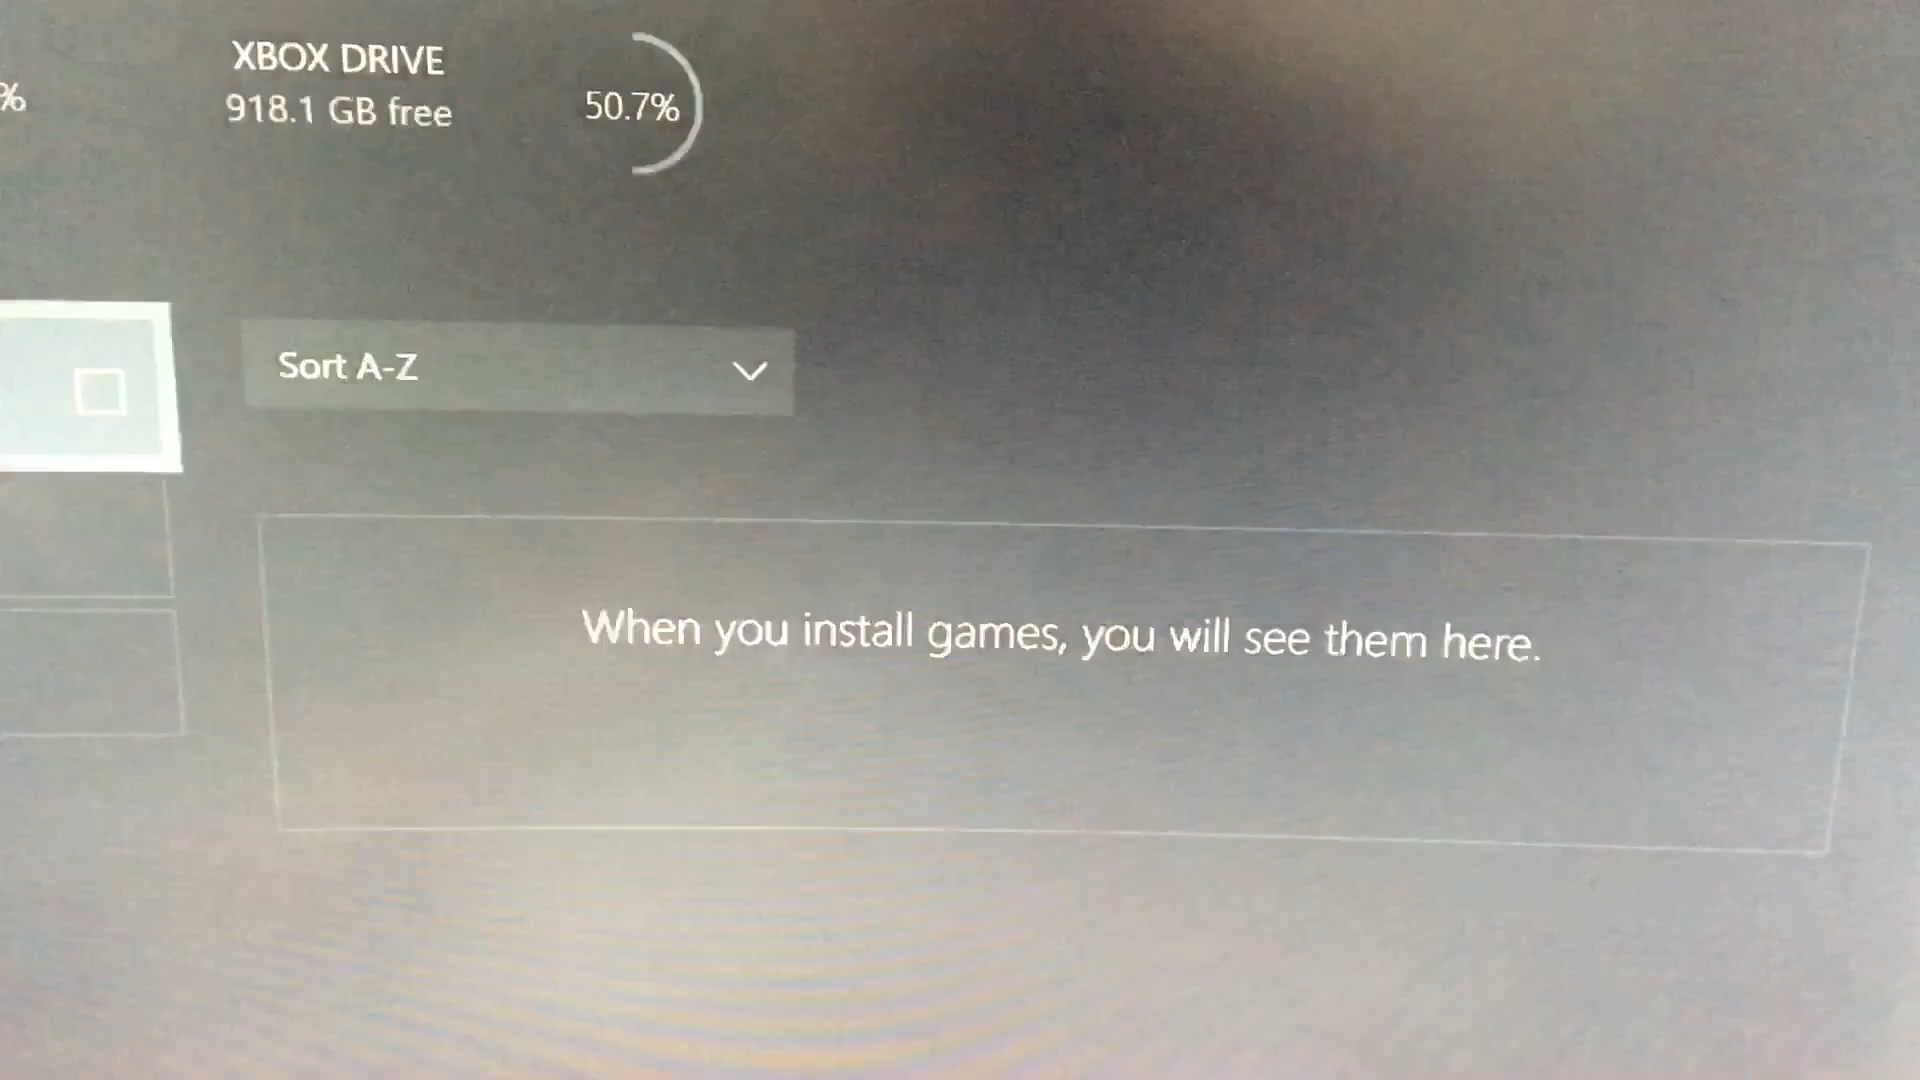 %
XBOX DRIVE
918.1 GB free
50.7%
Sort A-Z
When you install games, you will see them here.